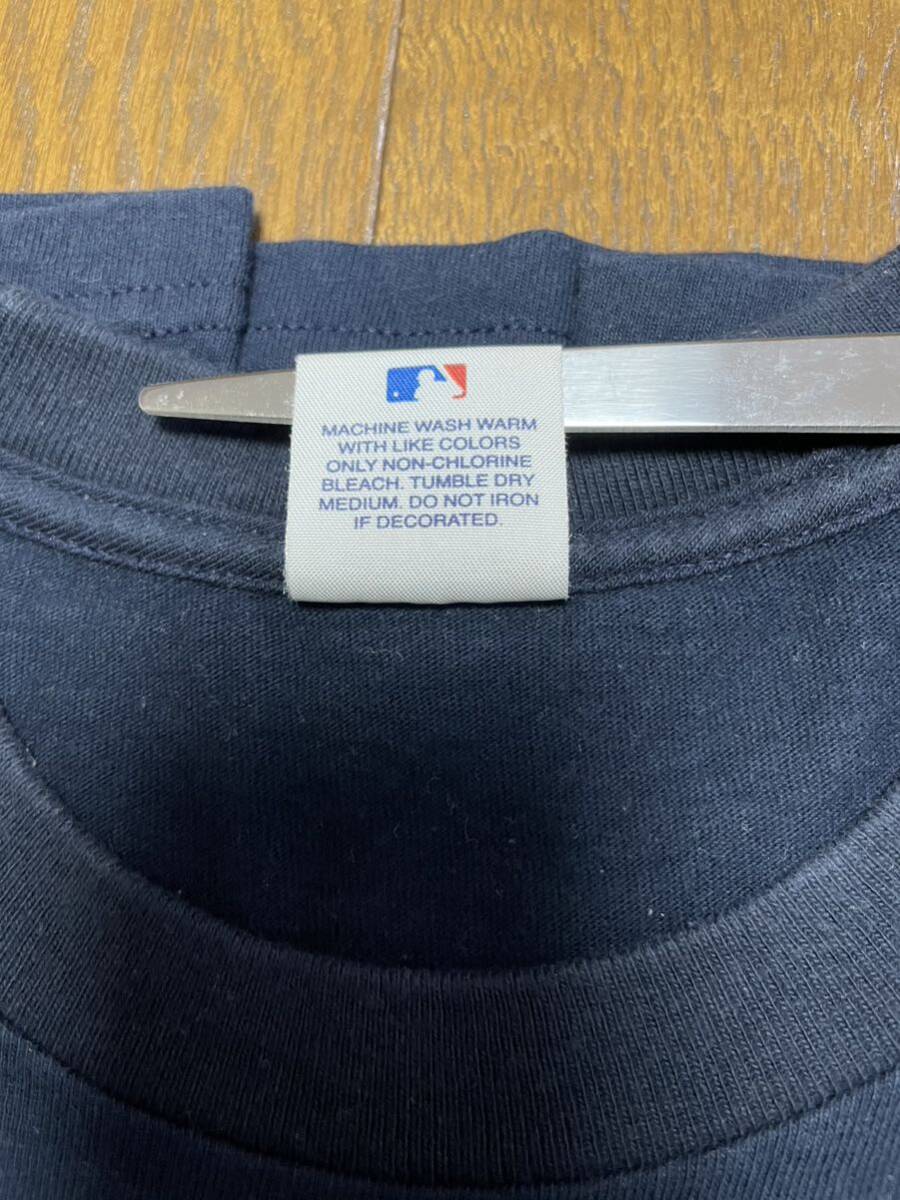 MACHINE WASH WARM
WITH LIKE COLORS
ONLY NON-CHLORINE
BLEACH. TUMBLE DRY
MEDIUM. DO NOT IRON
IF DECORATED.